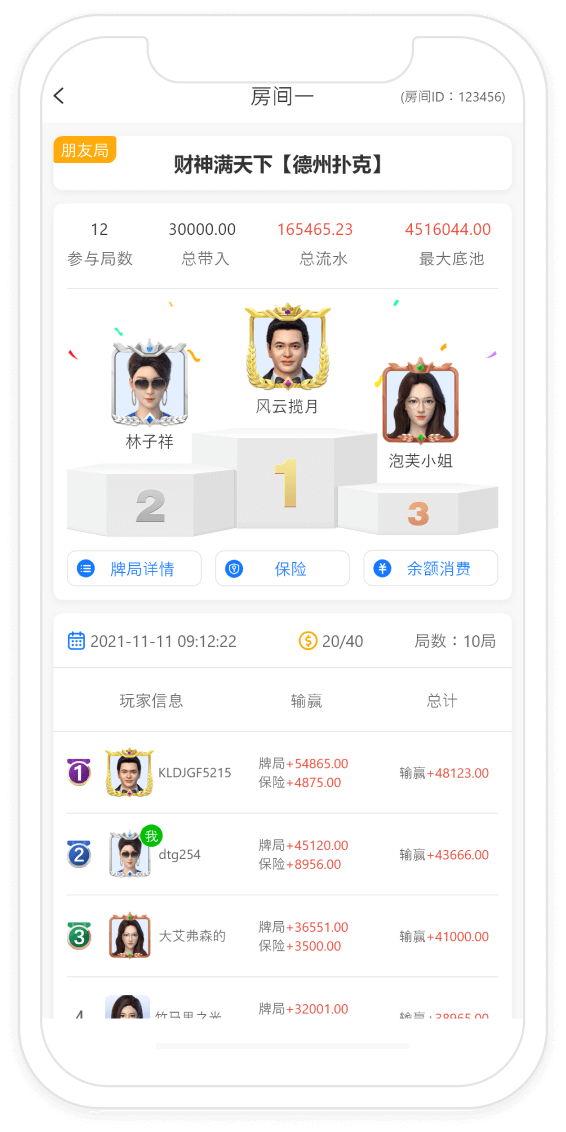 房间一 (房间ID：123456)
朋友局
财神满天下【德州扑克】
12 30000.00 165465.23 4516044.00
参与局数 总带入 总流水 最大底池
风云揽月
林子祥
泡芙小姐
1
2
3
牌局详情 保险 余额消费
2021-11-11 09:12:22 20/40 局数：10局
玩家信息 输赢 总计
1 KLDJGF5215 牌局+54865.00 输赢+48123.00
保险+4875.00
我
2 dtg254 牌局+45120.00 输赢+43666.00
保险+8956.00
3 大艾弗森的 牌局+36551.00 输赢+41000.00
保险+3500.00
4 牌局+32001.00 输赢+38965.00